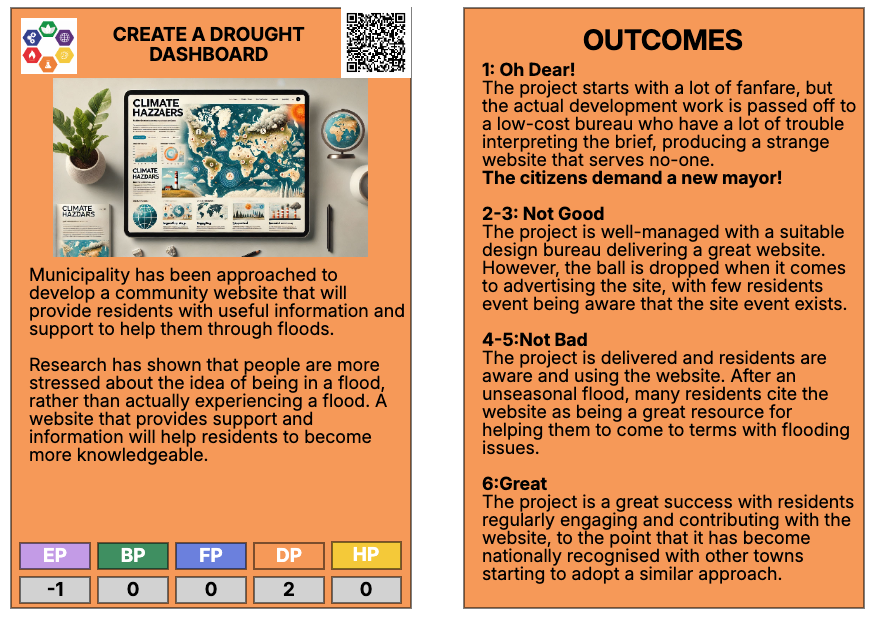 CREATE A DROUGHT
DASHBOARD
CLIMATE
HAZZAERS
CLIMATE
HAZDARS
CLIMATE
HAZDARS
Municipality has been approached to
develop a community website that will
provide residents with useful information and
support to help them through floods.
Research has shown that people are more
stressed about the idea of being in a flood,
rather than actually experiencing a flood. A
website that provides support and
information will help residents to become
more knowledgeable.
EP BP FP DP HP
-1 0 0 2 0
OUTCOMES
1: Oh Dear!
The project starts with a lot of fanfare, but
the actual development work is passed off to
a low-cost bureau who have a lot of trouble
interpreting the brief, producing a strange
website that serves no-one.
The citizens demand a new mayor!
2-3: Not Good
The project is well-managed with a suitable
design bureau delivering a great website.
However, the ball is dropped when it comes
to advertising the site, with few residents
event being aware that the site event exists.
4-5:Not Bad
The project is delivered and residents are
aware and using the website. After an
unseasonal flood, many residents cite the
website as being a great resource for
helping them to come to terms with flooding
issues.
6:Great
The project is a great success with residents
regularly engaging and contributing with the
website, to the point that it has become
nationally recognised with other towns
starting to adopt a similar approach.